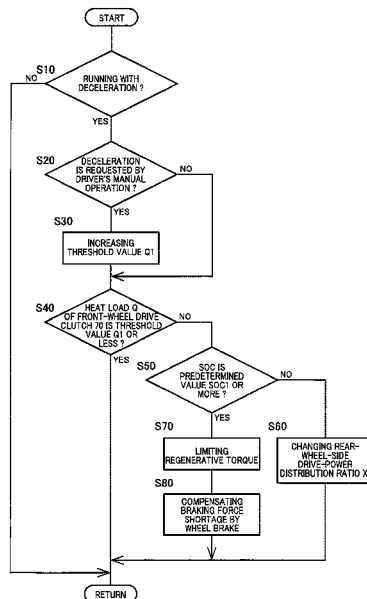 START
S10
RUNNING WITH
DECELERATION ?
NO
YES
S20
DECELERATION
IS REQUESTED BY
DRIVER'S MANUAL
OPERATION ?
NO
YES
S30
INCREASING
THRESHOLD VALUE Q1
S40
HEAT LOAD Q
OF FRONT-WHEEL DRIVE
CLUTCH 70 IS THRESHOLD
VALUE Q1 OR
LESS ?
NO
YES
S50
SOC IS
PREDETERMINED
VALUE SOC1 OR
MORE ?
NO
YES
S70
LIMITING
REGENERATIVE TORQUE
S60
CHANGING REAR-
WHEEL-SIDE
DRIVE-POWER
DISTRIBUTION RATIO X
S80
COMPENSATING
BRAKING FORCE
SHORTAGE BY
WHEEL BRAKE
RETURN